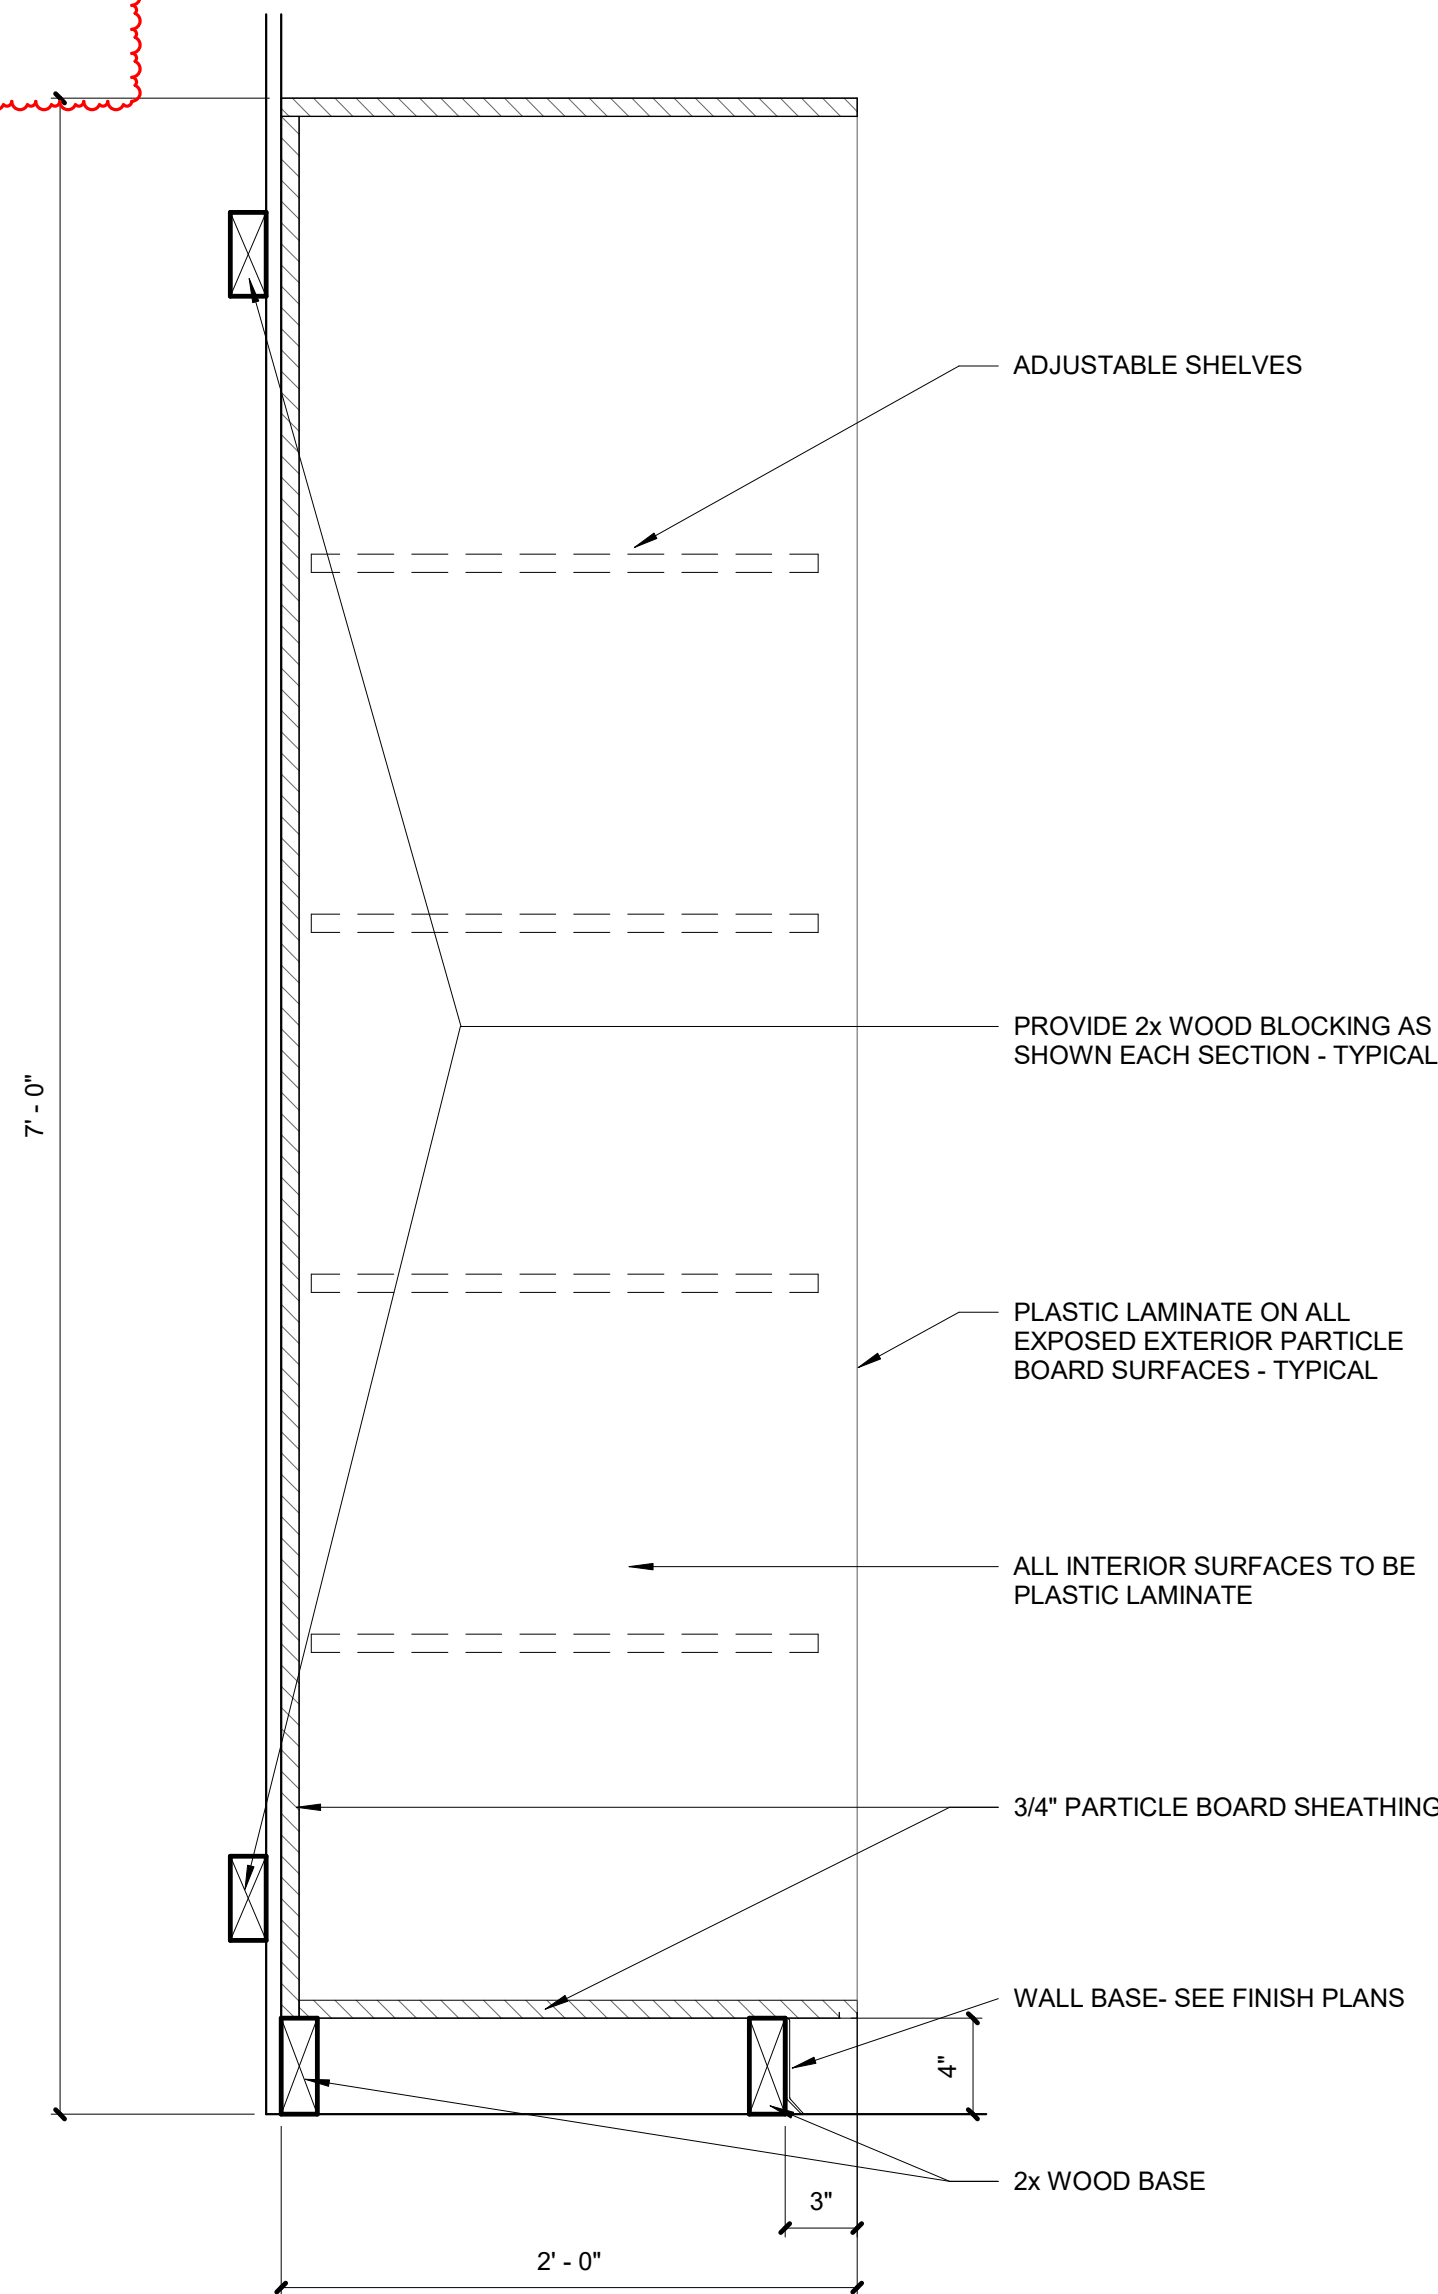 ADJUSTABLE SHELVES
PROVIDE 2x WOOD BLOCKING AS
SHOWN EACH SECTION - TYPICAL
7' - 0"
PLASTIC LAMINATE ON ALL
EXPOSED EXTERIOR PARTICLE
BOARD SURFACES - TYPICAL
ALL INTERIOR SURFACES TO BE
PLASTIC LAMINATE
3/4" PARTICLE BOARD SHEATHING
WALL BASE- SEE FINISH PLANS
4"
2x WOOD BASE
3"
2' - 0"